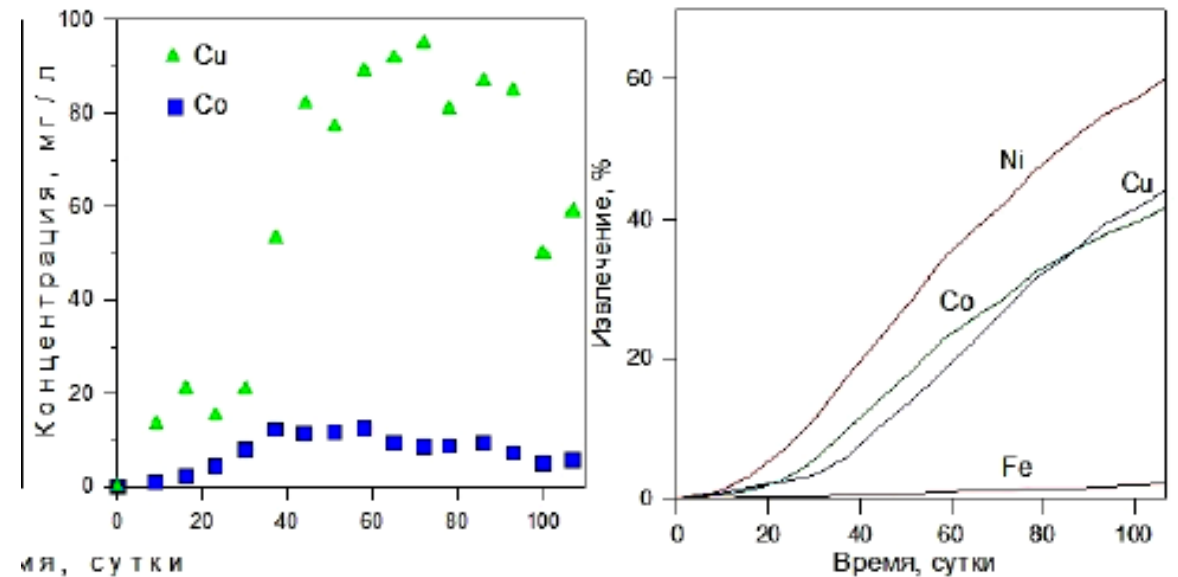 Концентрация, мг/л
100
80
60
40
20
0
Cu
Co
0 20 40 60 80 100
мя, сутки
Извлечение, %
60
40
20
0
Ni
Cu
Co
Fe
0 20 40 60 80 100
Время, сутки